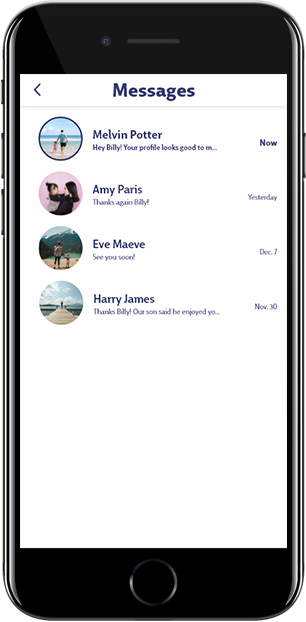 Messages
Melvin Potter
Hey Billy! Your profile looks good to m...
Now
Amy Paris
Thanks again Billy!
Yesterday
Eve Maeve
See you soon!
Dec. 7
Harry James
Thanks Billy! Our son said he enjoyed yo...
Nov. 30